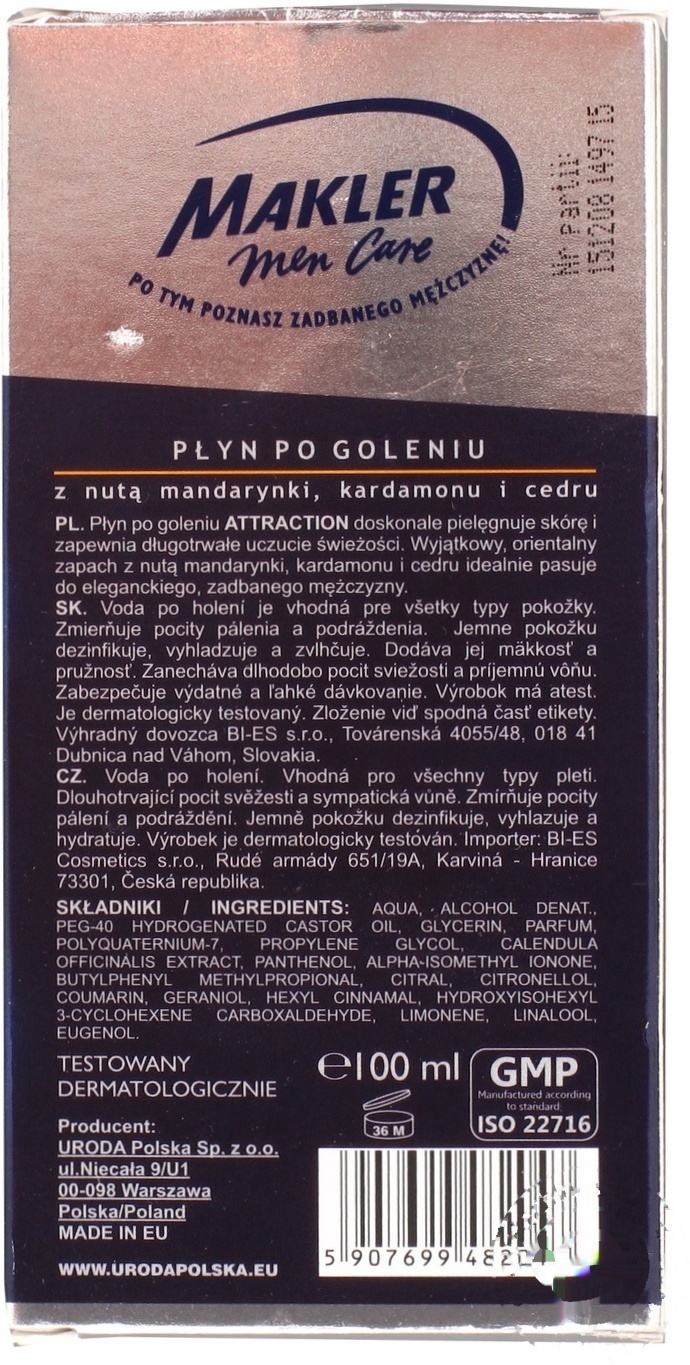 MAKLER
Men Care
PO TYM POZNASZ ZADBANEGO MĘŻCZYZNĘ!
Nr Partii:
151208 1497 15
PŁYN PO GOLENIU
z nutą mandarynki, kardamonu i cedru
PL. Płyn po goleniu ATTRACTION doskonale pielęgnuje skórę i
zapewnia długotrwałe uczucie świeżości. Wyjątkowy, orientalny
zapach z nutą mandarynki, kardamonu i cedru idealnie pasuje
do eleganckiego, zadbanego mężczyzny.
SK. Voda po holení je vhodná pre všetky typy pokožky.
Zmierňuje pocity pálenia a podráždenia. Jemne pokožku
dezinfikuje, vyhladzuje a zvlhčuje. Dodáva jej mäkkosť a
pružnosť. Zanecháva dlhodobo pocit sviežosti a príjemnú vôňu.
Zabezpečuje výdatné a ľahké dávkovanie. Výrobok má atest.
Je dermatologicky testovaný. Zloženie viď spodná časť etikety.
Výhradný dovozca BI-ES s.r.o., Továrenská 4055/48, 018 41
Dubnica nad Váhom, Slovakia.
CZ. Voda po holení. Vhodná pro všechny typy pleti.
Dlouhotrvající pocit svěžesti a sympatická vůně. Zmírňuje pocity
pálení a podráždění. Jemně pokožku dezinfikuje, vyhlazuje a
hydratuje. Výrobek je dermatologicky testován. Importer: BI-ES
Cosmetics s.r.o., Rudé armády 651/19A, Karviná - Hranice
73301, Česká republika.
SKŁADNIKI / INGREDIENTS: AQUA, ALCOHOL DENAT.,
PEG-40 HYDROGENATED CASTOR OIL, GLYCERIN, PARFUM,
POLYQUATERNIUM-7, PROPYLENE GLYCOL, CALENDULA
OFFICINALIS EXTRACT, PANTHENOL, ALPHA-ISOMETHYL IONONE,
BUTYLPHENYL METHYLPROPIONAL, CITRAL, CITRONELLOL,
COUMARIN, GERANIOL, HEXYL CINNAMAL, HYDROXYISOHEXYL
3-CYCLOHEXENE CARBOXALDEHYDE, LIMONENE, LINALOOL,
EUGENOL.
TESTOWANY
DERMATOLOGICZNIE
℮100 ml
36 M
GMP
Manufactured according
to standard:
ISO 22716
Producent:
URODA Polska Sp. z o.o.
ul.Niecała 9/U1
00-098 Warszawa
Polska/Poland
MADE IN EU
WWW.URODAPOLSKA.EU
5 907699 482